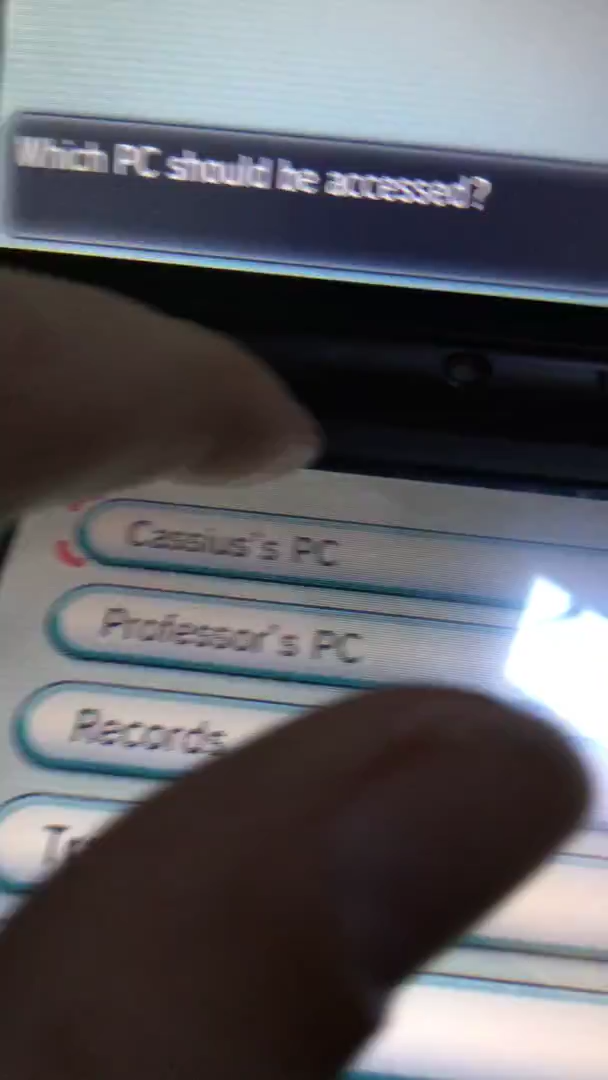 Which PC should be accessed?
Cassius's PC
Professor's PC
Records